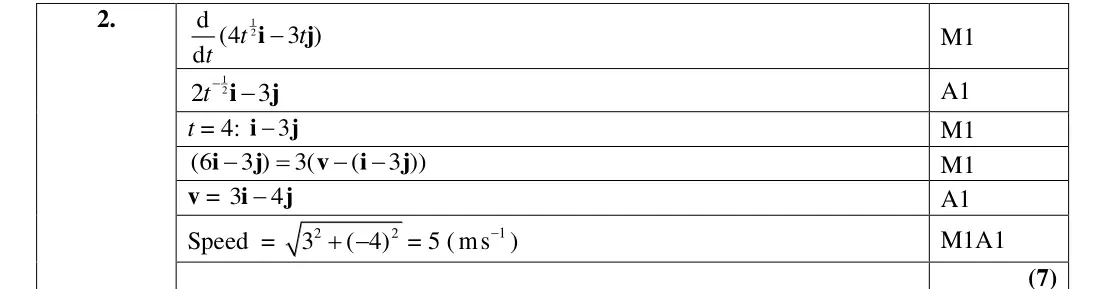 2. d/dt (4t^{1/2}i − 3tj) M1
2t^{−1/2}i − 3j A1
t = 4: i − 3j M1
(6i − 3j) = 3(v − (i − 3j)) M1
v = 3i − 4j A1
Speed = √(3² + (−4)²) = 5 (m s⁻¹) M1A1
(7)